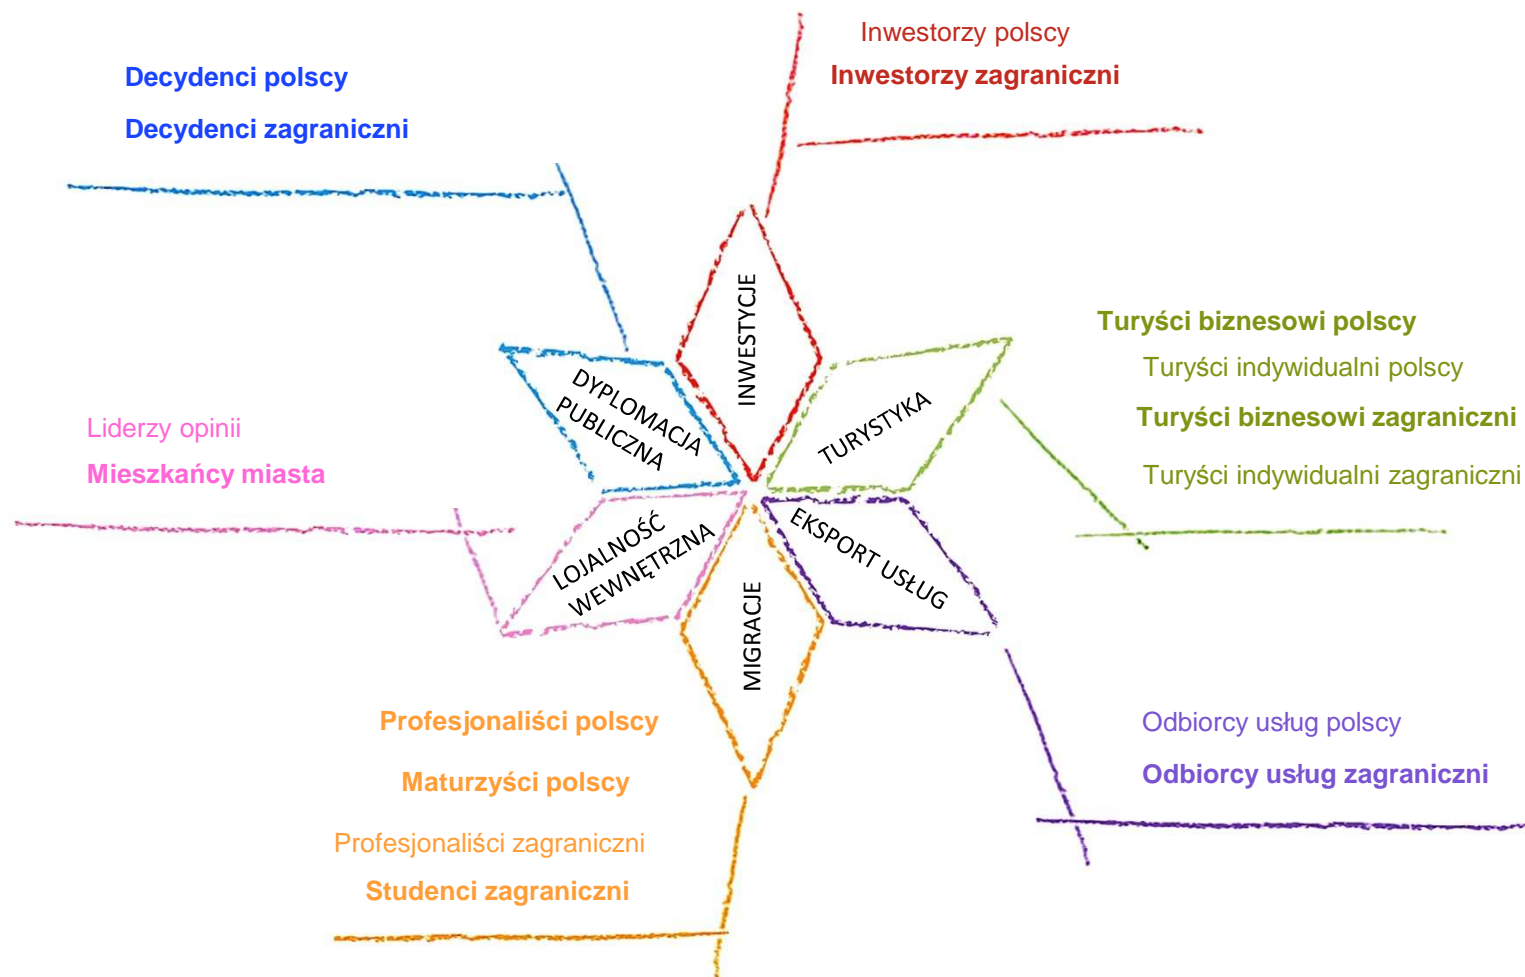 Inwestorzy polscy
Inwestorzy zagraniczni
Decydenci polscy
Decydenci zagraniczni
INWESTYCJE
DYPLOMACJA
PUBLICZNA
TURYSTYKA
Turyści biznesowi polscy
Turyści indywidualni polscy
Turyści biznesowi zagraniczni
Turyści indywidualni zagraniczni
Liderzy opinii
Mieszkańcy miasta
LOJALNOŚĆ
WEWNĘTRZNA
EKSPORT USŁUG
MIGRACJE
Profesjonaliści polscy
Maturzyści polscy
Profesjonaliści zagraniczni
Studenci zagraniczni
Odbiorcy usług polscy
Odbiorcy usług zagraniczni